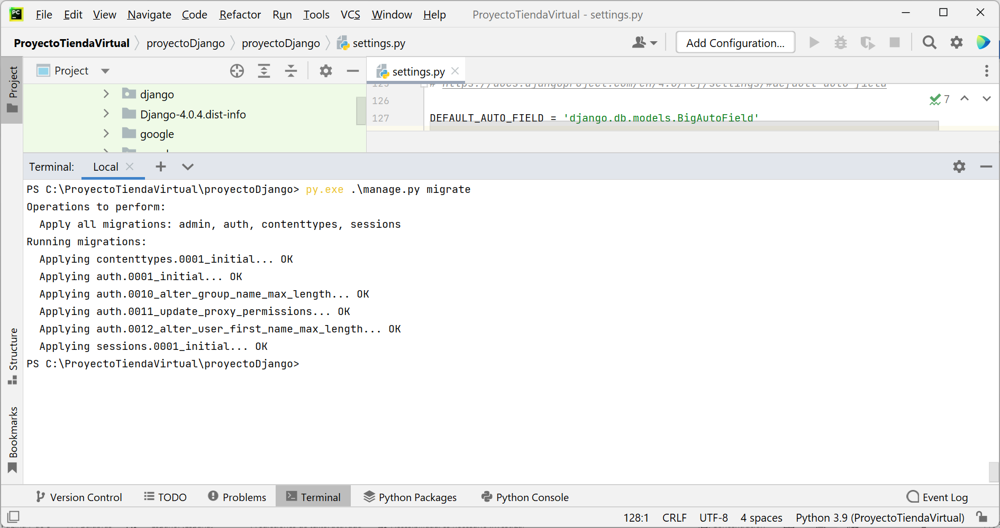 PC File Edit View Navigate Code Refactor Run Tools VCS Window Help ProyectoTiendaVirtual - settings.py
ProyectoTiendaVirtual proyectoDjango proyectoDjango settings.py Add Configuration...
Project
Project
settings.py
django
Django-4.0.4.dist-info
google
125 # https://docs.djangoproject.com/en/4.0/ref/settings/#default-auto-field
126
127 DEFAULT_AUTO_FIELD = 'django.db.models.BigAutoField'
7
Terminal: Local
PS C:\ProyectoTiendaVirtual\proyectoDjango> py.exe .\manage.py migrate
Operations to perform:
Apply all migrations: admin, auth, contenttypes, sessions
Running migrations:
Applying contenttypes.0001_initial... OK
Applying auth.0001_initial... OK
Applying auth.0010_alter_group_name_max_length... OK
Applying auth.0011_update_proxy_permissions... OK
Applying auth.0012_alter_user_first_name_max_length... OK
Applying sessions.0001_initial... OK
PS C:\ProyectoTiendaVirtual\proyectoDjango>
Structure
Bookmarks
Version Control TODO Problems Terminal Python Packages Python Console Event Log
128:1 CRLF UTF-8 4 spaces Python 3.9 (ProyectoTiendaVirtual)